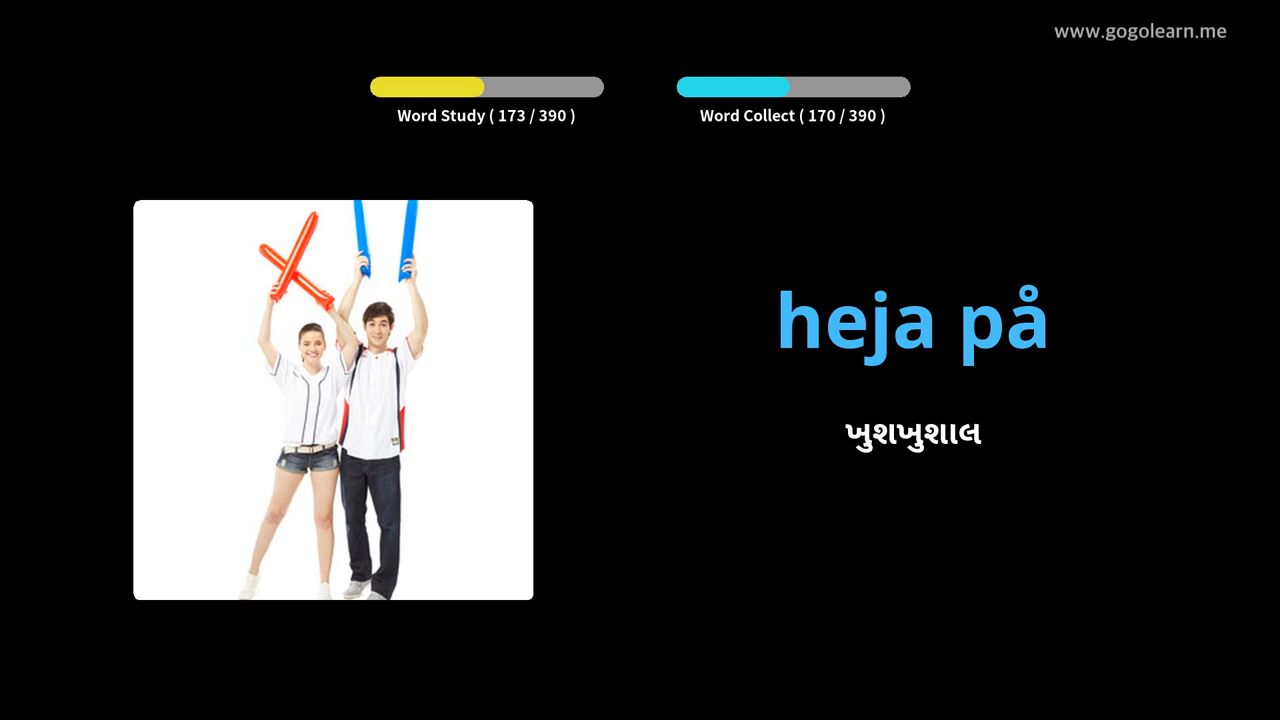 www.gogolearn.me
Word Study ( 173 / 390 )
Word Collect ( 170 / 390 )
heja på
ખુશખુશાલ